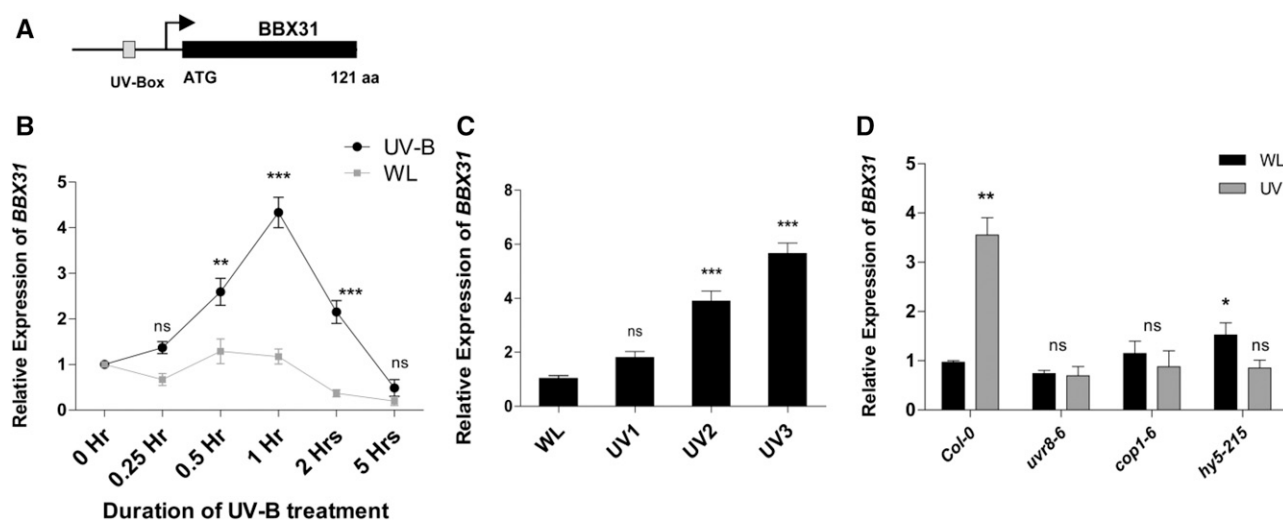 A
BBX31
UV-Box
ATG
121 aa
B
UV-B
WL
Relative Expression of BBX31
5
4
3
2
1
0
ns
**
***
***
ns
0 Hr
0.25 Hr
0.5 Hr
1 Hr
2 Hrs
5 Hrs
Duration of UV-B treatment
C
Relative Expression of BBX31
8
6
4
2
0
ns
***
***
WL
UV1
UV2
UV3
D
WL
UV-
Relative Expression of BBX31
5
4
3
2
1
0
**
ns
ns
*
ns
Col-0
uvr8-6
cop1-6
hy5-215